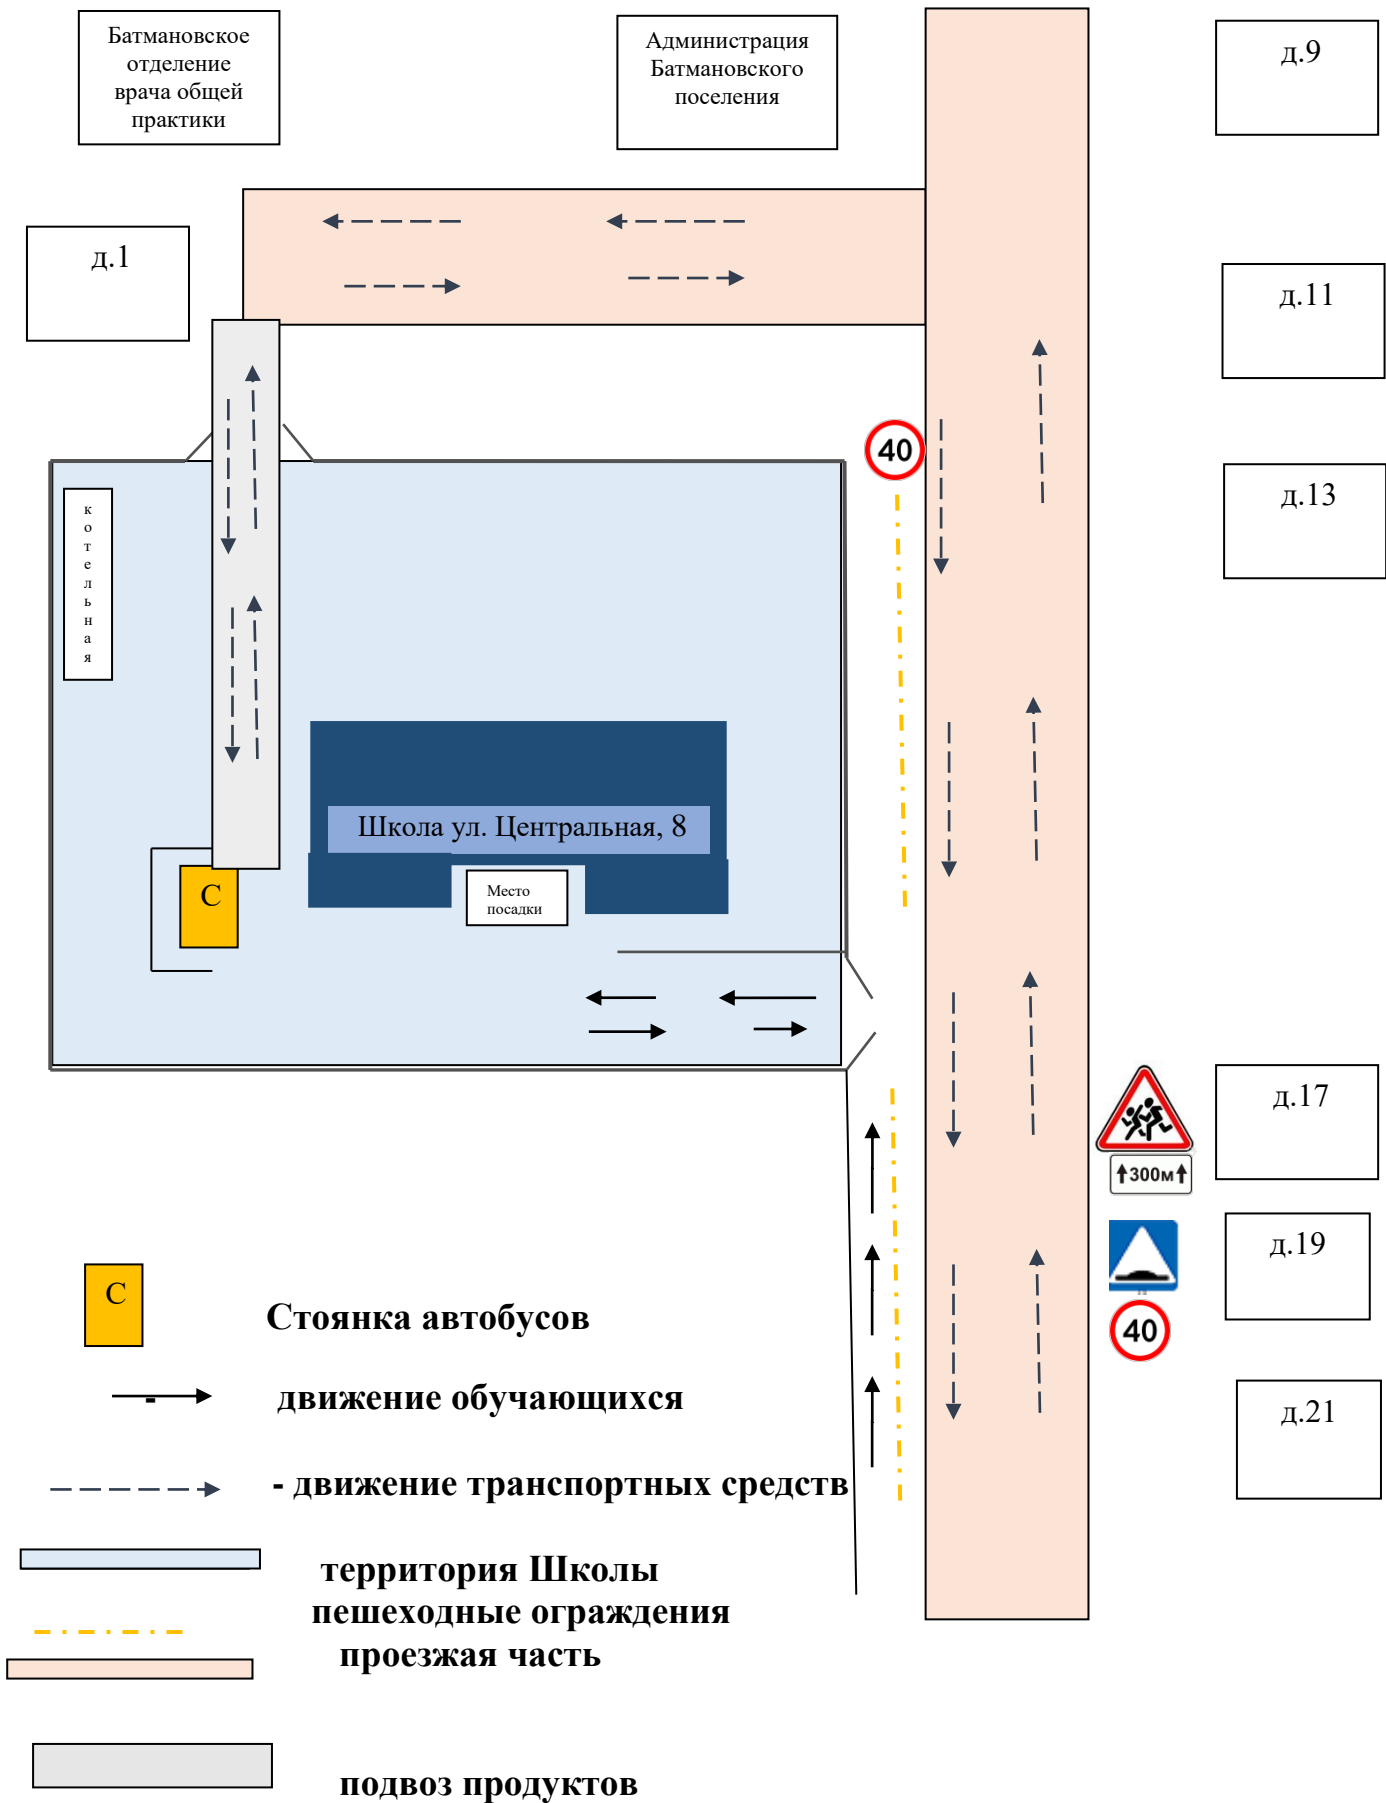 Батмановское
отделение
врача общей
практики
Администрация
Батмановского
поселения
д.9
д.1
д.11
40
д.13
котельная
Школа ул. Центральная, 8
С
Место
посадки
д.17
300м
д.19
40
д.21
С
Стоянка автобусов
движение обучающихся
- движение транспортных средств
территория Школы
пешеходные ограждения
проезжая часть
подвоз продуктов